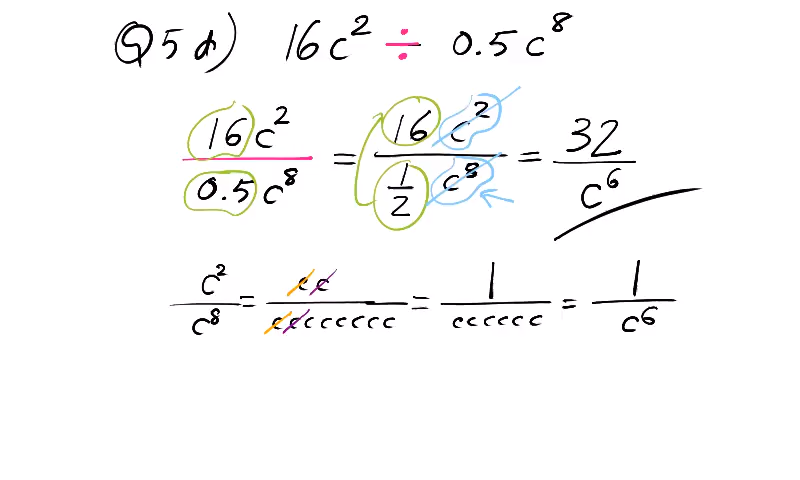 Q5d) 16c² ÷ 0.5c⁸
16c² / 0.5c⁸ = 16 c² / ½ c⁸ = 32 / c⁶
c² / c⁸ = cc / cccccccc = 1 / cccccc = 1 / c⁶